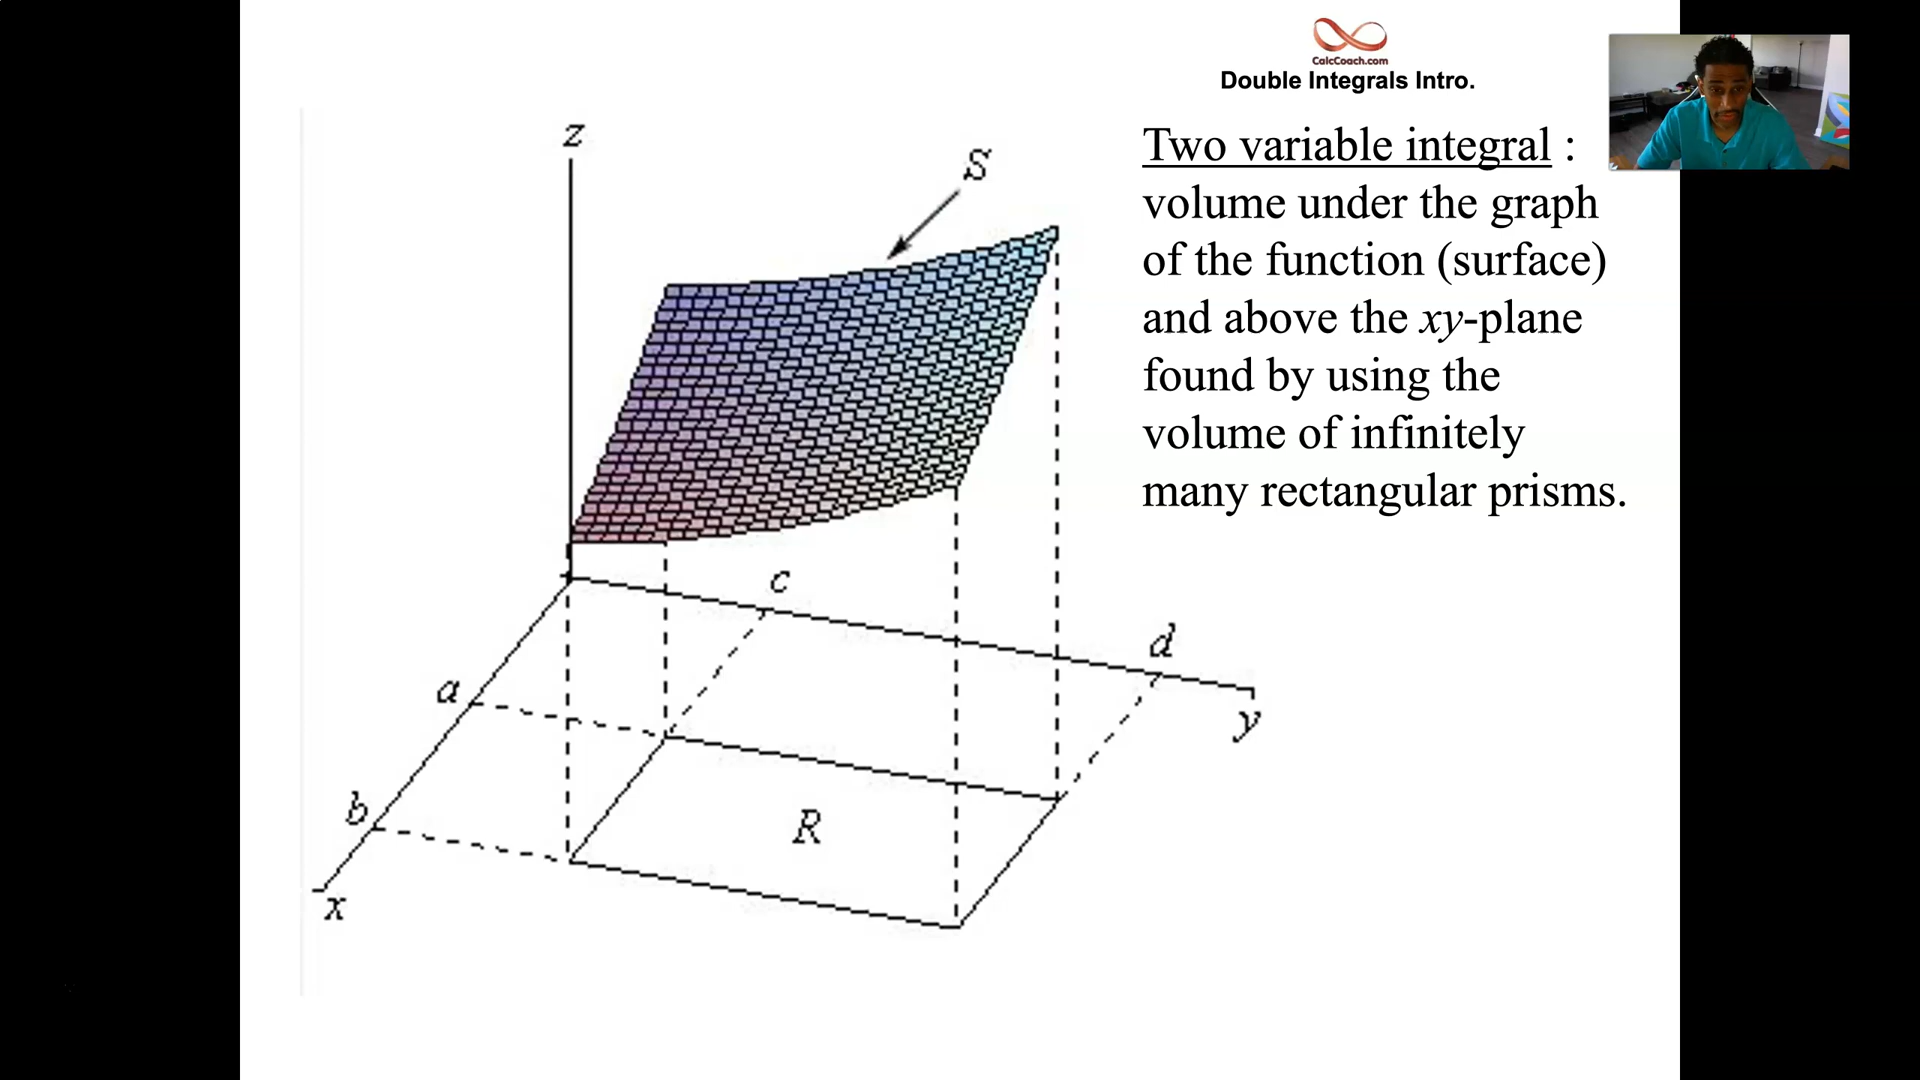 CalcCoach.com
Double Integrals Intro.
Two variable integral :
volume under the graph
of the function (surface)
and above the xy-plane
found by using the
volume of infinitely
many rectangular prisms.
z
S
c
d
a
y
b
R
x